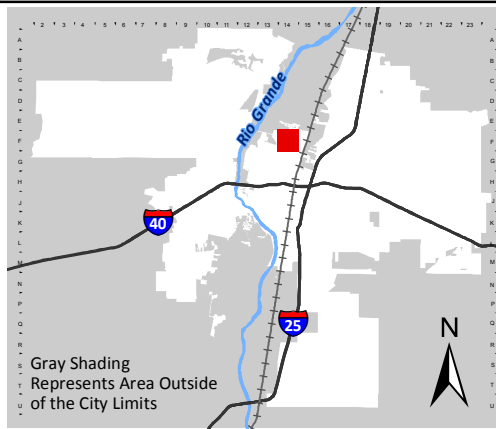 1 2 3 4 5 6 7 8 9 10 11 12 13 14 15 16 17 18 19 20 21 22 23
A A
B B
C C
D D
E E
F F
G G
H H
J J
K K
L L
M M
N N
P P
Q Q
R R
S S
T T
U U
Rio Grande
40
25
N
Gray Shading
Represents Area Outside
of the City Limits